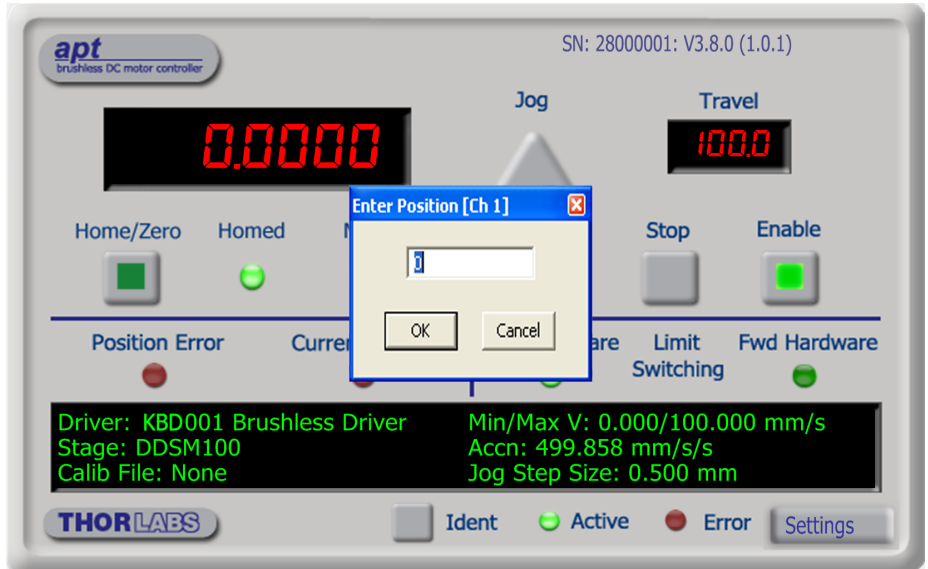 apt
brushless DC motor controller
SN: 28000001: V3.8.0 (1.0.1)
Jog
Travel
0.0000
100.0
Enter Position [Ch 1]
Home/Zero Homed M Stop Enable
0
OK Cancel
Position Error Curre are Limit Switching Fwd Hardware
Driver: KBD001 Brushless Driver
Stage: DDSM100
Calib File: None
Min/Max V: 0.000/100.000 mm/s
Accn: 499.858 mm/s/s
Jog Step Size: 0.500 mm
THORLABS Ident Active Error Settings